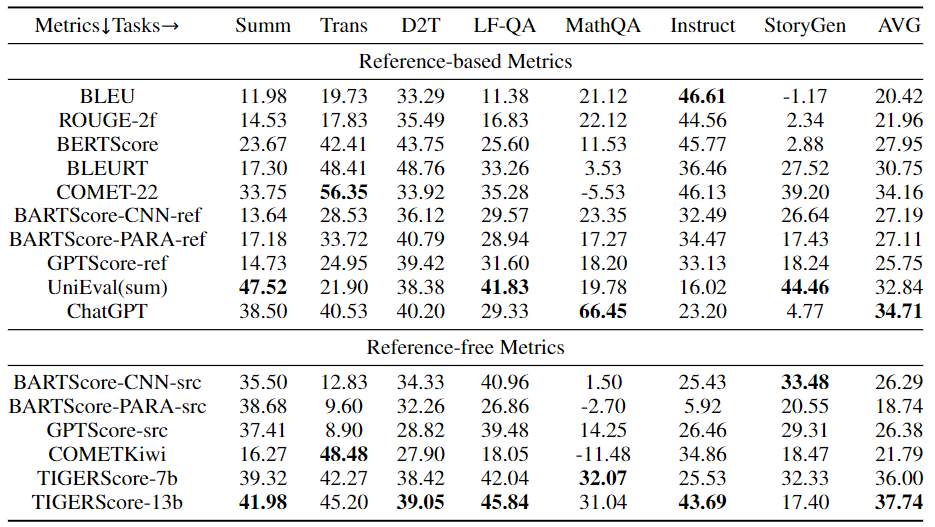 Metrics↓Tasks→ Summ Trans D2T LF-QA MathQA Instruct StoryGen AVG
Reference-based Metrics
BLEU 11.98 19.73 33.29 11.38 21.12 46.61 -1.17 20.42
ROUGE-2f 14.53 17.83 35.49 16.83 22.12 44.56 2.34 21.96
BERTScore 23.67 42.41 43.75 25.60 11.53 45.77 2.88 27.95
BLEURT 17.30 48.41 48.76 33.26 3.53 36.46 27.52 30.75
COMET-22 33.75 56.35 33.92 35.28 -5.53 46.13 39.20 34.16
BARTScore-CNN-ref 13.64 28.53 36.12 29.57 23.35 32.49 26.64 27.19
BARTScore-PARA-ref 17.18 33.72 40.79 28.94 17.27 34.47 17.43 27.11
GPTScore-ref 14.73 24.95 39.42 31.60 18.20 33.13 18.24 25.75
UniEval(sum) 47.52 21.90 38.38 41.83 19.78 16.02 44.46 32.84
ChatGPT 38.50 40.53 40.20 29.33 66.45 23.20 4.77 34.71
Reference-free Metrics
BARTScore-CNN-src 35.50 12.83 34.33 40.96 1.50 25.43 33.48 26.29
BARTScore-PARA-src 38.68 9.60 32.26 26.86 -2.70 5.92 20.55 18.74
GPTScore-src 37.41 8.90 28.82 39.48 14.25 26.46 29.31 26.38
COMETKiwi 16.27 48.48 27.90 18.05 -11.48 34.86 18.47 21.79
TIGERScore-7b 39.32 42.27 38.42 42.04 32.07 25.53 32.33 36.00
TIGERScore-13b 41.98 45.20 39.05 45.84 31.04 43.69 17.40 37.74